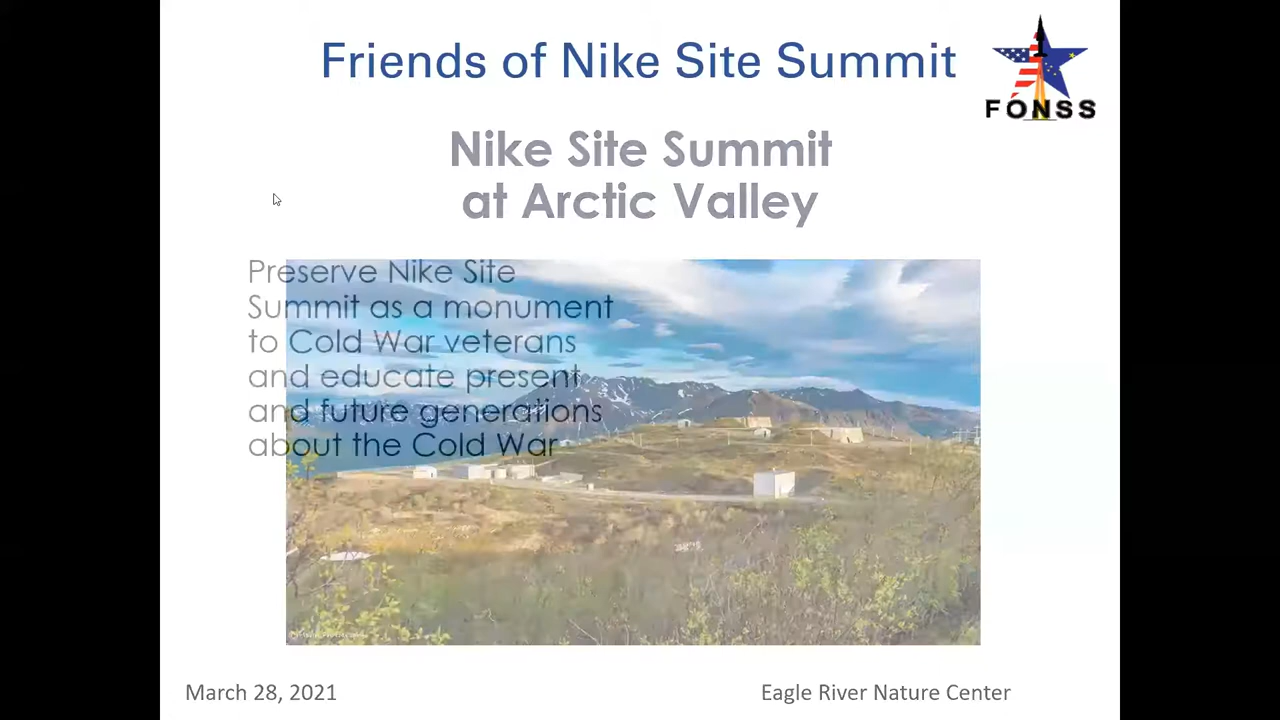 Friends of Nike Site Summit
FONSS
Nike Site Summit
at Arctic Valley
Preserve Nike Site
Summit as a monument
to Cold War veterans
and educate present
and future generations
about the Cold War
March 28, 2021
Eagle River Nature Center